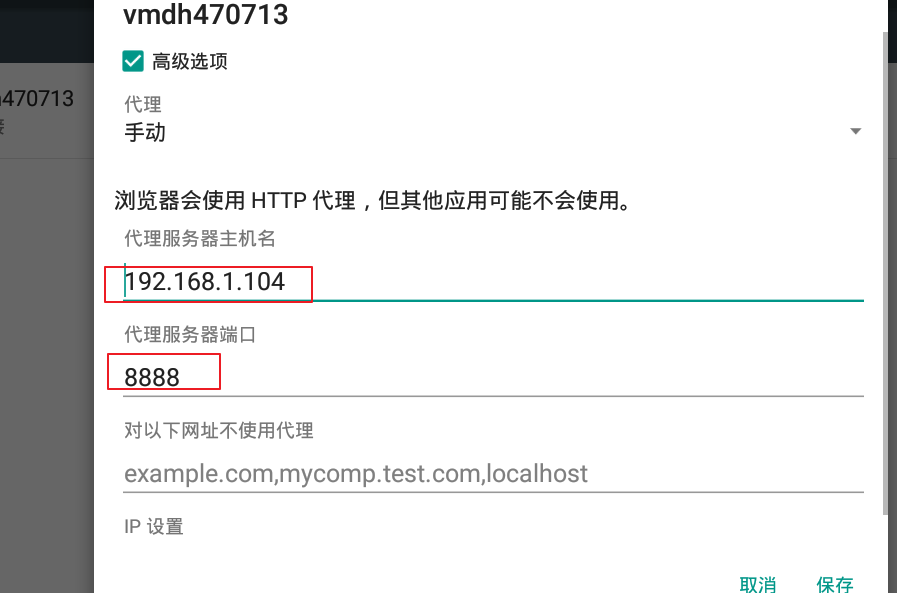 vmdh470713
高级选项
h470713
代理
手动
浏览器会使用 HTTP 代理，但其他应用可能不会使用。
代理服务器主机名
192.168.1.104
代理服务器端口
8888
对以下网址不使用代理
example.com,mycomp.test.com,localhost
IP 设置
取消 保存